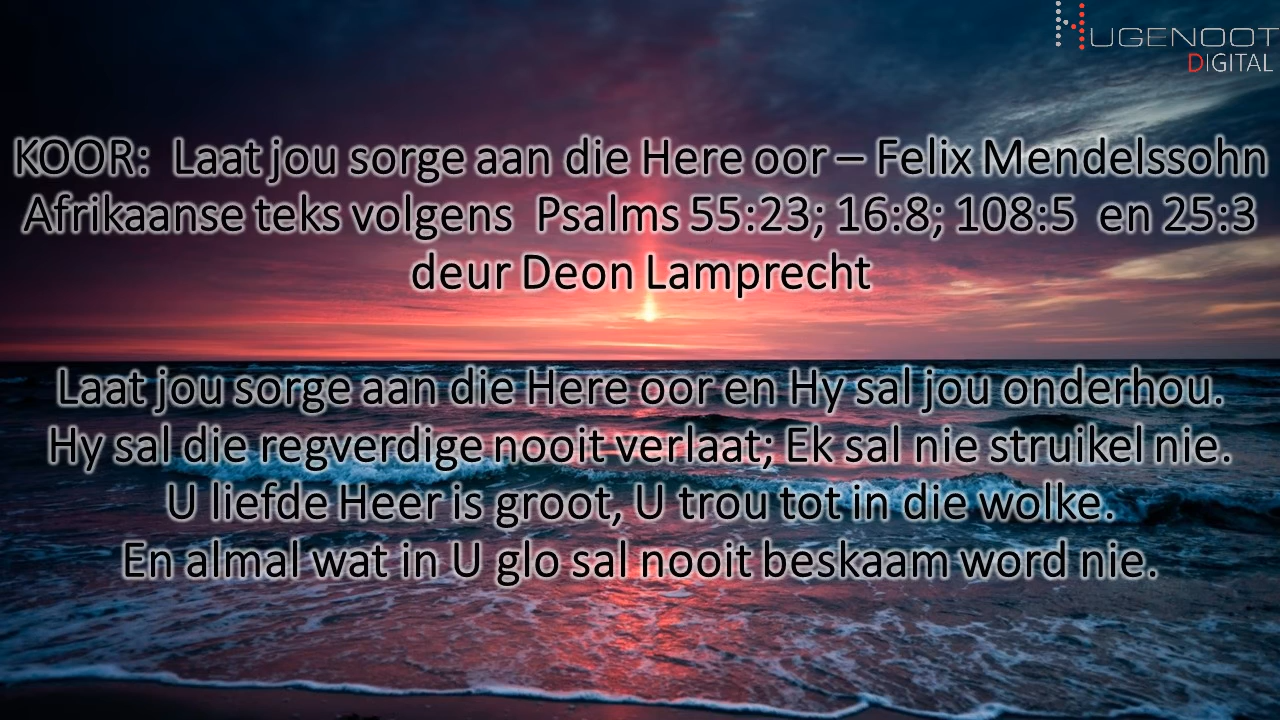 HUGENOOT
DIGITAL
KOOR: Laat jou sorge aan die Here oor – Felix Mendelssohn
Afrikaanse teks volgens Psalms 55:23; 16:8; 108:5 en 25:3
deur Deon Lamprecht
Laat jou sorge aan die Here oor en Hy sal jou onderhou.
Hy sal die regverdige nooit verlaat; Ek sal nie struikel nie.
U liefde Heer is groot, U trou tot in die wolke.
En almal wat in U glo sal nooit beskaam word nie.